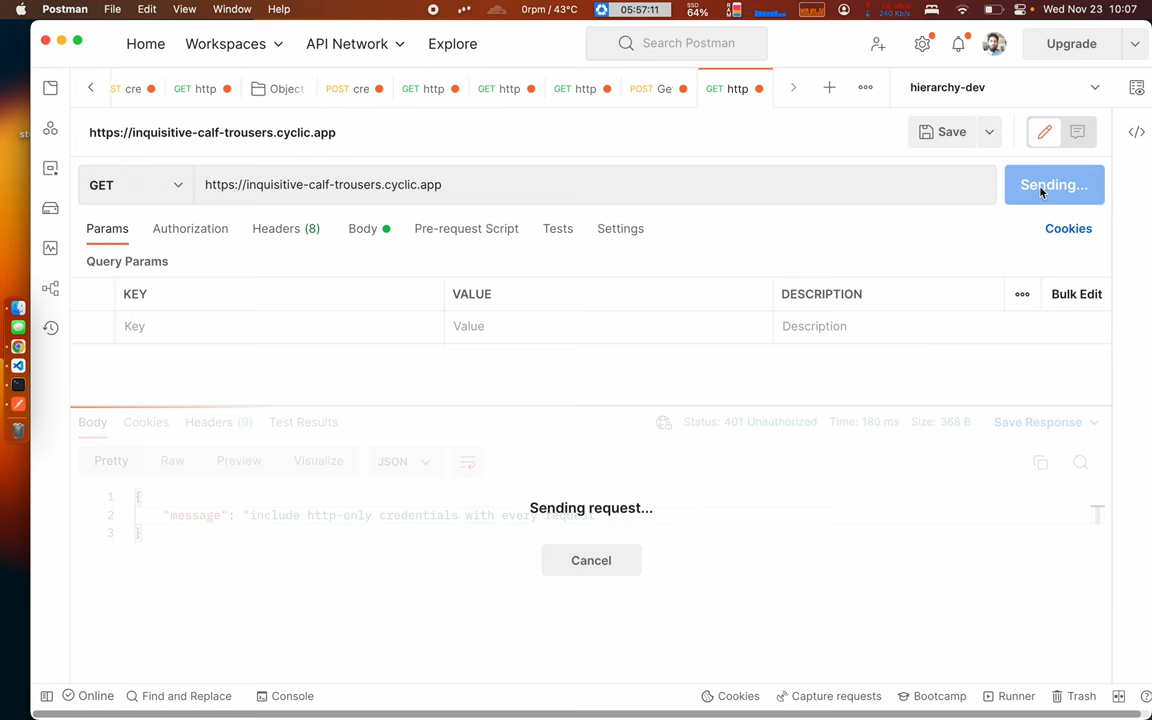 Postman File Edit View Window Help 0rpm / 43°C 05:57:11 SSD 64% 240 Kb/s Wed Nov 23 10:07
Home Workspaces API Network Explore Search Postman Upgrade
ST cre GET http Object POST cre GET http GET http GET http POST Ge GET http hierarchy-dev
https://inquisitive-calf-trousers.cyclic.app Save
GET https://inquisitive-calf-trousers.cyclic.app Sending...
Params Authorization Headers (8) Body Pre-request Script Tests Settings Cookies
Query Params
KEY VALUE DESCRIPTION Bulk Edit
Key Value Description
Body Cookies Headers (9) Test Results Status: 401 Unauthorized Time: 180 ms Size: 368 B Save Response
Pretty Raw Preview Visualize JSON
1 {
Sending request...
2 "message": "include http-only credentials with every request"
3 }
Cancel
Online Find and Replace Console Cookies Capture requests Bootcamp Runner Trash